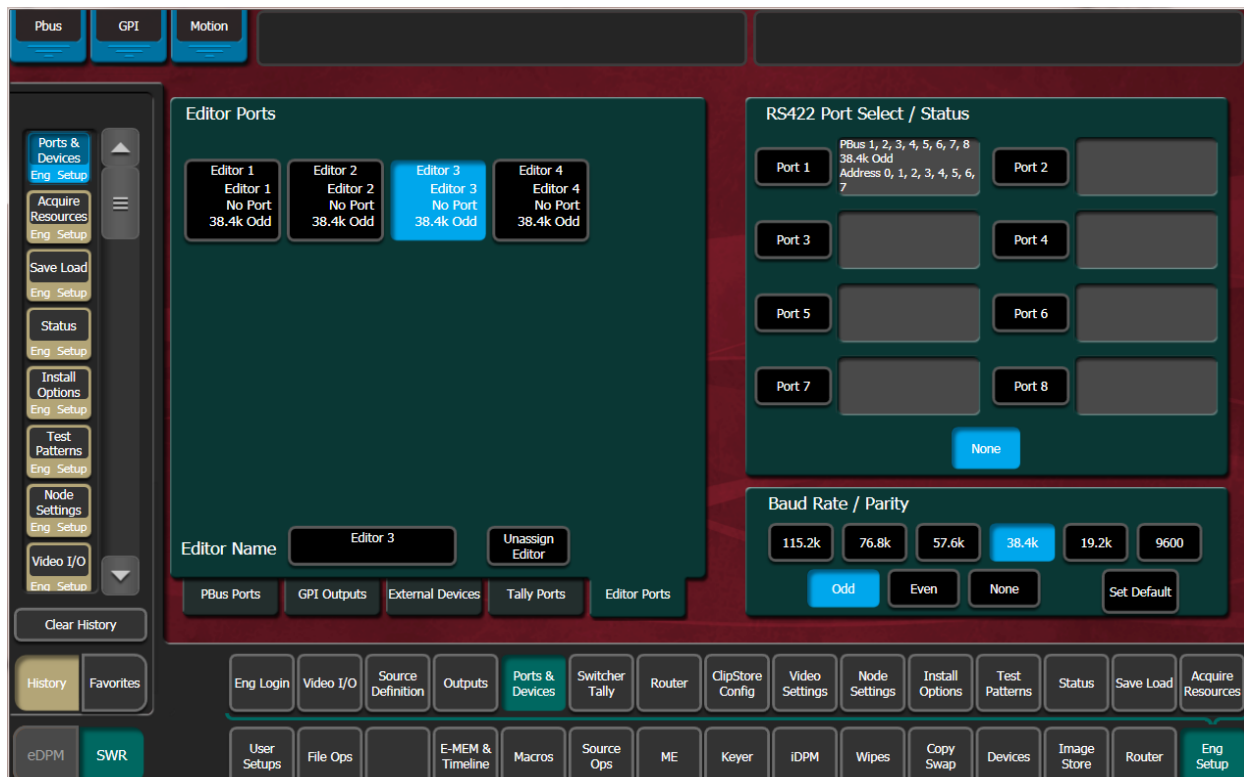 Pbus
GPI
Motion
Ports &
Devices
Eng Setup
Acquire
Resources
Eng Setup
Save Load
Eng Setup
Status
Eng Setup
Install
Options
Eng Setup
Test
Patterns
Eng Setup
Node
Settings
Eng Setup
Video I/O
Eng Setup
Clear History
History
Favorites
eDPM
SWR
Editor Ports
Editor 1
Editor 1
No Port
38.4k Odd
Editor 2
Editor 2
No Port
38.4k Odd
Editor 3
Editor 3
No Port
38.4k Odd
Editor 4
Editor 4
No Port
38.4k Odd
Editor Name
Editor 3
Unassign
Editor
PBus Ports
GPI Outputs
External Devices
Tally Ports
Editor Ports
RS422 Port Select / Status
Port 1
PBus 1, 2, 3, 4, 5, 6, 7, 8
38.4k Odd
Address 0, 1, 2, 3, 4, 5, 6,
7
Port 2
Port 3
Port 4
Port 5
Port 6
Port 7
Port 8
None
Baud Rate / Parity
115.2k
76.8k
57.6k
38.4k
19.2k
9600
Odd
Even
None
Set Default
Eng Login
Video I/O
Source
Definition
Outputs
Ports &
Devices
Switcher
Tally
Router
ClipStore
Config
Video
Settings
Node
Settings
Install
Options
Test
Patterns
Status
Save Load
Acquire
Resources
User
Setups
File Ops
E-MEM &
Timeline
Macros
Source
Ops
ME
Keyer
iDPM
Wipes
Copy
Swap
Devices
Image
Store
Router
Eng
Setup